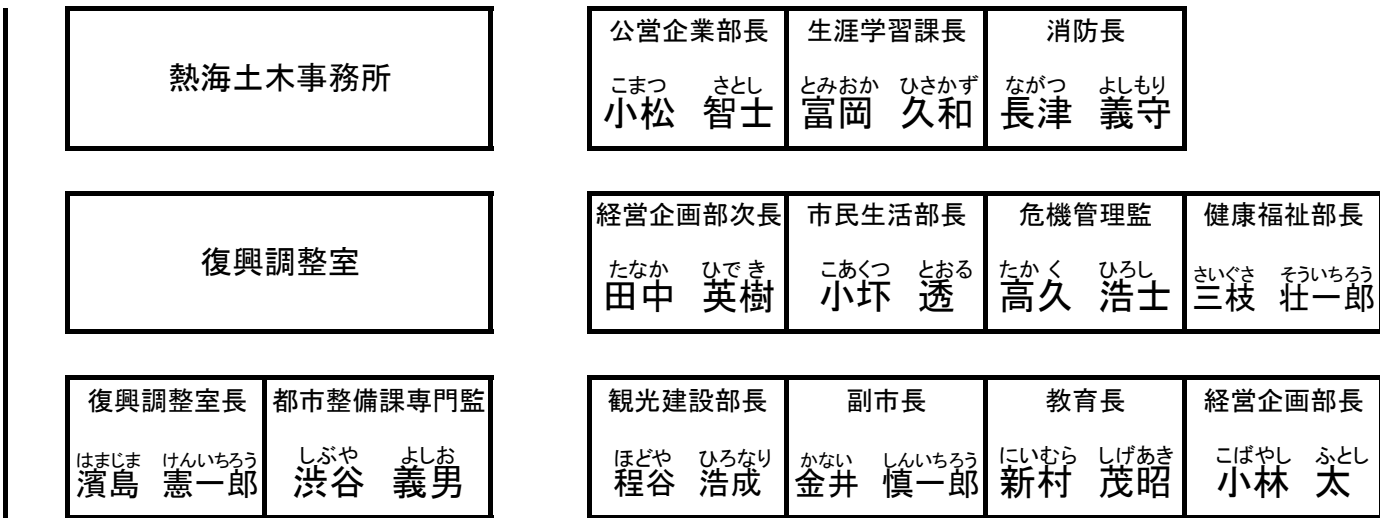 公営企業部長 生涯学習課長 消防長
熱海土木事務所
こまつ さとし とみおか ひさかず ながつ よしもり
小松 智士 富岡 久和 長津 義守
経営企画部次長 市民生活部長 危機管理監 健康福祉部長
復興調整室
たなか ひでき こあくつ とおる たかく ひろし さいぐさ そういちろう
田中 英樹 小圷 透 高久 浩士 三枝 壮一郎
復興調整室長 都市整備課専門監 観光建設部長 副市長 教育長 経営企画部長
はまじま けんいちろう しぶや よしお ほどや ひろなり かない しんいちろう にいむら しげあき こばやし ふとし
濱島 憲一郎 渋谷 義男 程谷 浩成 金井 慎一郎 新村 茂昭 小林 太